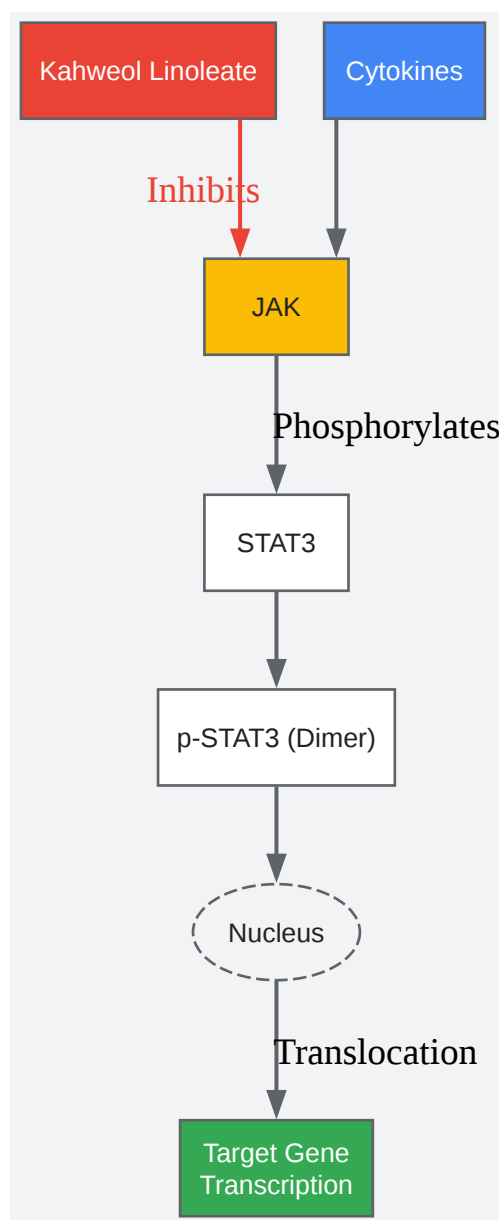 Kahweol Linoleate
Cytokines
Inhibits
JAK
Phosphorylates
STAT3
p-STAT3 (Dimer)
Nucleus
Translocation
Target Gene
Transcription